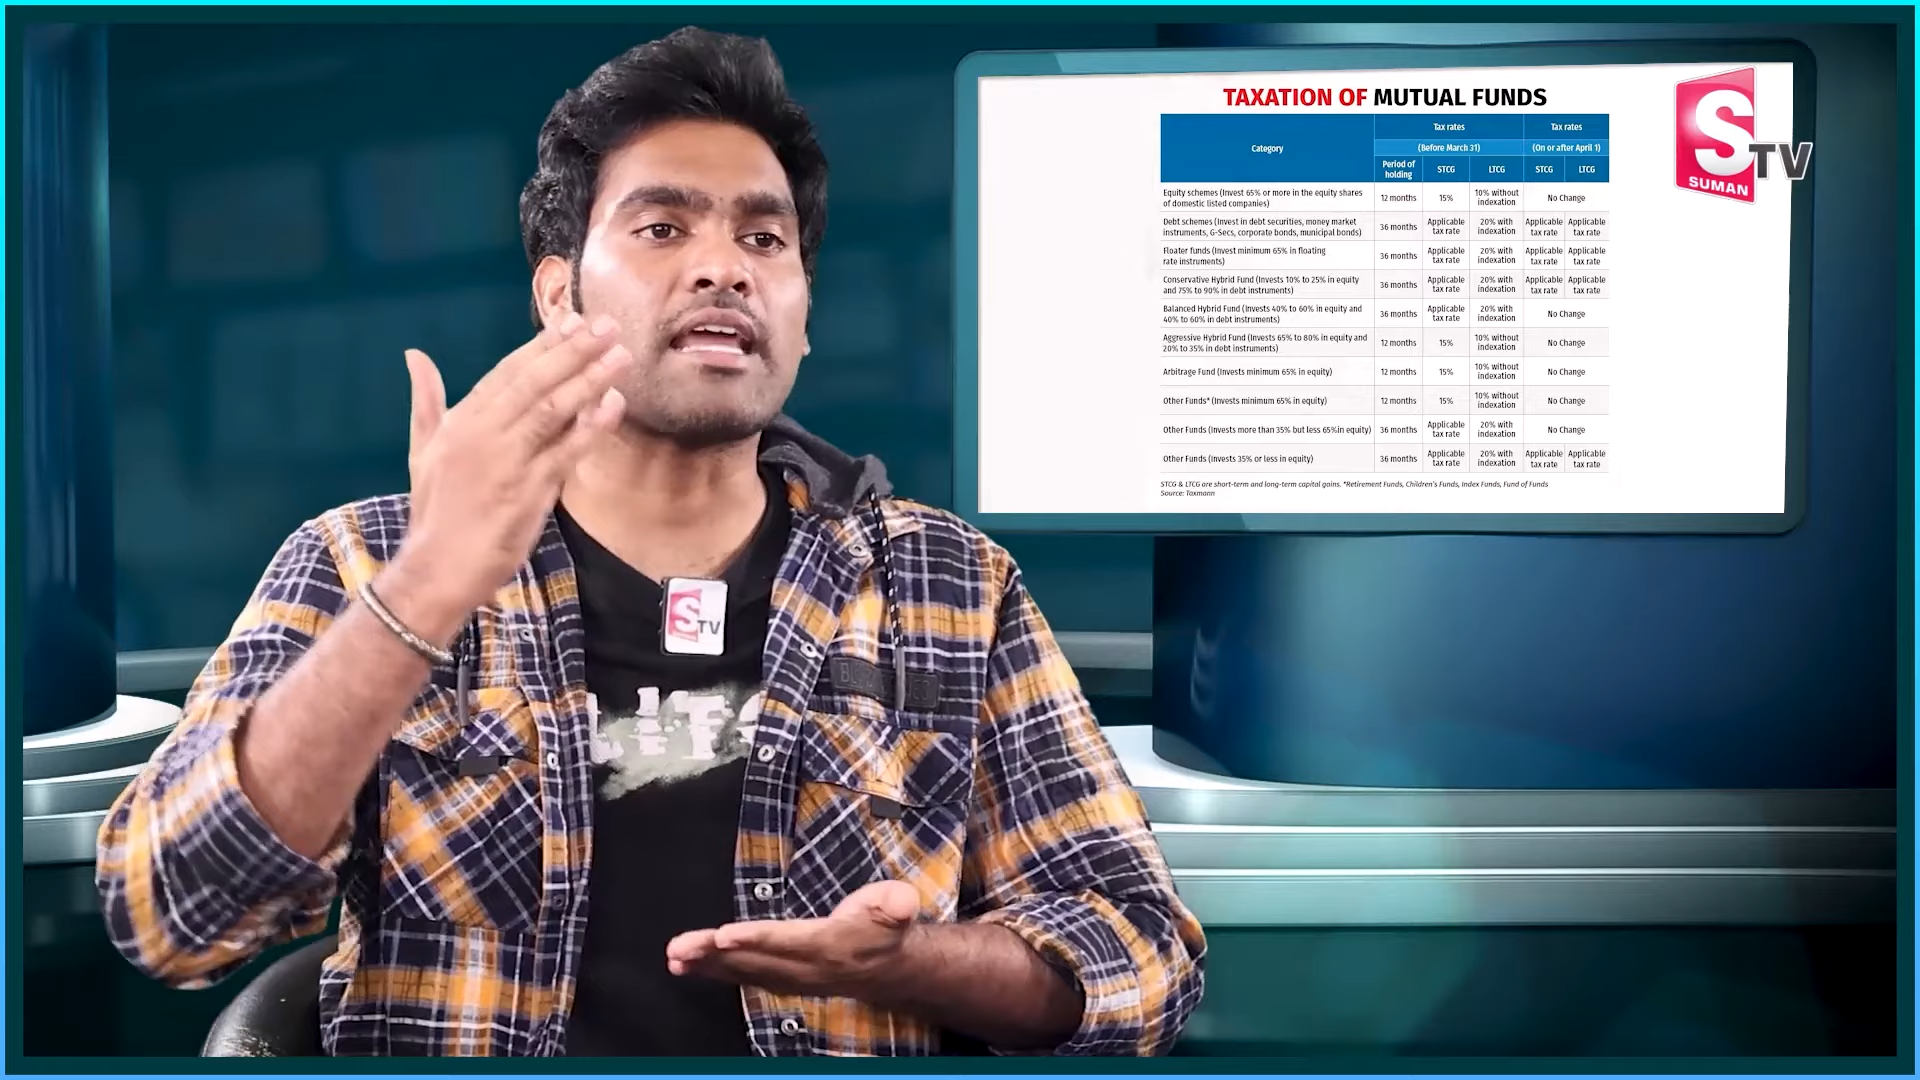 TAXATION OF MUTUAL FUNDS
Category
Tax rates
Tax rates
(Before March 31)
(On or after April 1)
Period of
holding
STCG
LTCG
STCG
LTCG
Equity schemes (Invest 65% or more in the equity shares
of domestic listed companies)
12 months
15%
10% without
indexation
No Change
Debt schemes (Invest in debt securities, money market
instruments, G-Secs, corporate bonds, municipal bonds)
36 months
Applicable
tax rate
20% with
indexation
Applicable
tax rate
Applicable
tax rate
Floater funds (Invest minimum 65% in floating
rate instruments)
36 months
Applicable
tax rate
20% with
indexation
Applicable
tax rate
Applicable
tax rate
Conservative Hybrid Fund (Invests 10% to 25% in equity
and 75% to 90% in debt instruments)
36 months
Applicable
tax rate
20% with
indexation
Applicable
tax rate
Applicable
tax rate
Balanced Hybrid Fund (Invests 40% to 60% in equity and
40% to 60% in debt instruments)
36 months
Applicable
tax rate
20% with
indexation
No Change
Aggressive Hybrid Fund (Invests 65% to 80% in equity and
20% to 35% in debt instruments)
12 months
15%
10% without
indexation
No Change
Arbitrage Fund (Invests minimum 65% in equity)
12 months
15%
10% without
indexation
No Change
Other Funds* (Invests minimum 65% in equity)
12 months
15%
10% without
indexation
No Change
Other Funds (Invests more than 35% but less 65%in equity)
36 months
Applicable
tax rate
20% with
indexation
No Change
Other Funds (Invests 35% or less in equity)
36 months
Applicable
tax rate
20% with
indexation
Applicable
tax rate
Applicable
tax rate
STCG & LTCG are short-term and long-term capital gains. *Retirement Funds, Children's Funds, Index Funds, Fund of Funds
Source: Taxmann
S TV
SUMAN
S TV